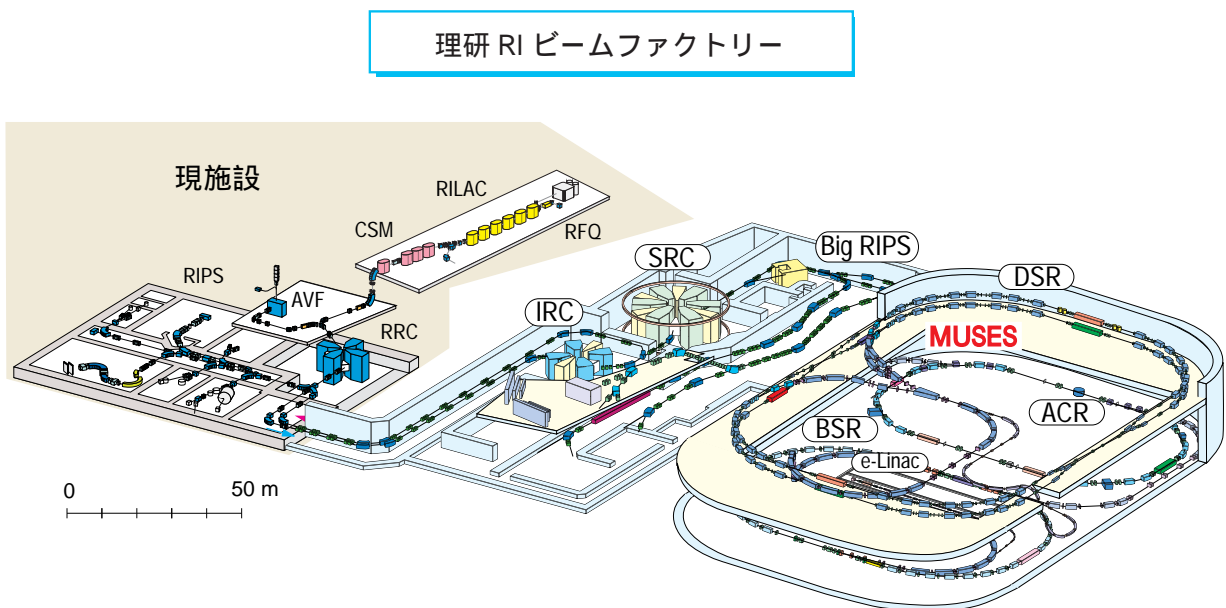 理研 RI ビームファクトリー
現施設
RILAC
CSM
RFQ
RIPS
AVF
RRC
SRC
Big RIPS
IRC
DSR
MUSES
ACR
BSR
e-Linac
0 50 m